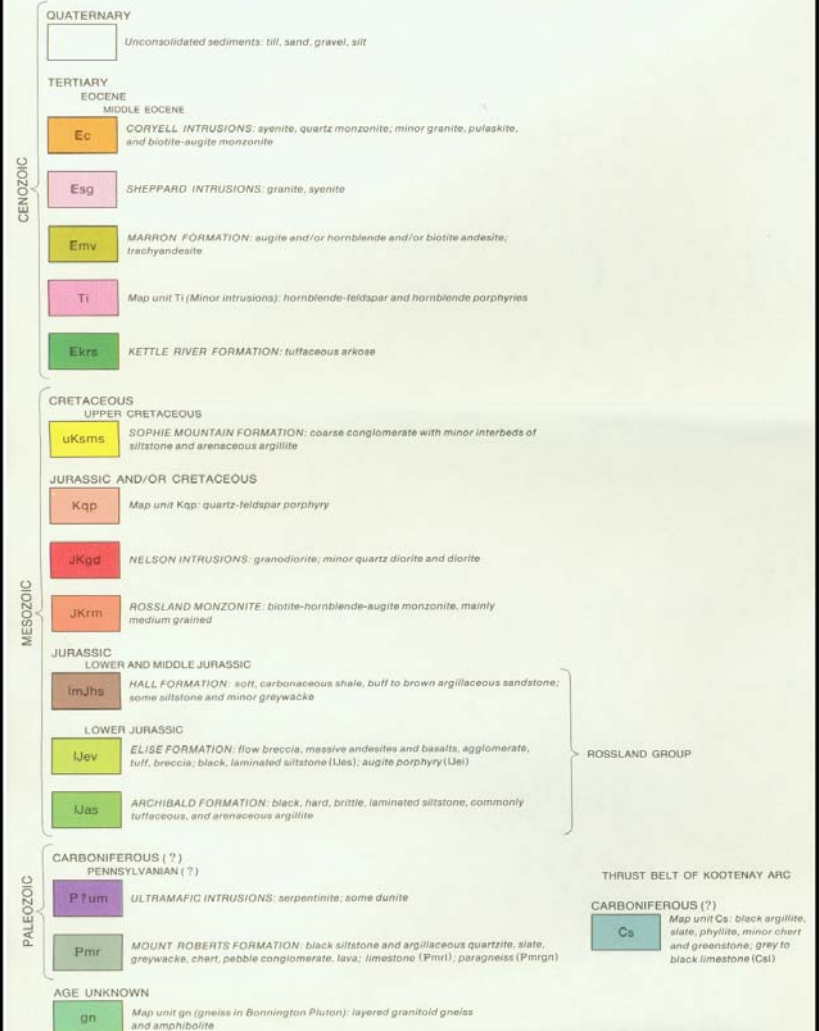 QUATERNARY
Unconsolidated sediments: till, sand, gravel, silt
TERTIARY
EOCENE
MIDDLE EOCENE
Ec
CORYELL INTRUSIONS: syenite, quartz monzonite; minor granite, pulaskite,
and biotite-augite monzonite
Esg
SHEPPARD INTRUSIONS: granite, syenite
Emv
MARRON FORMATION: augite and/or hornblende and/or biotite andesite;
trachyandesite
Ti
Map unit Ti (Minor intrusions): hornblende-feldspar and hornblende porphyries
Ekrs
KETTLE RIVER FORMATION: tuffaceous arkose
CENOZOIC
CRETACEOUS
UPPER CRETACEOUS
uKsms
SOPHIE MOUNTAIN FORMATION: coarse conglomerate with minor interbeds of
siltstone and arenaceous argillite
JURASSIC AND/OR CRETACEOUS
Kqp
Map unit Kqp: quartz-feldspar porphyry
JKgd
NELSON INTRUSIONS: granodiorite; minor quartz diorite and diorite
JKrm
ROSSLAND MONZONITE: biotite-hornblende-augite monzonite, mainly
medium grained
JURASSIC
LOWER AND MIDDLE JURASSIC
lmJhs
HALL FORMATION: soft, carbonaceous shale, buff to brown argillaceous sandstone;
some siltstone and minor greywacke
LOWER JURASSIC
lJev
ELISE FORMATION: flow breccia, massive andesites and basalts, agglomerate,
tuff, breccia; black, laminated siltstone (lJes); augite porphyry (lJei)
lJas
ARCHIBALD FORMATION: black, hard, brittle, laminated siltstone, commonly
tuffaceous, and arenaceous argillite
ROSSLAND GROUP
MESOZOIC
CARBONIFEROUS (?)
PENNSYLVANIAN (?)
P?um
ULTRAMAFIC INTRUSIONS: serpentinite; some dunite
Pmr
MOUNT ROBERTS FORMATION: black siltstone and argillaceous quartzite, slate,
greywacke, chert, pebble conglomerate, lava; limestone (Pmrl); paragneiss (Pmrgn)
PALEOZOIC
THRUST BELT OF KOOTENAY ARC
CARBONIFEROUS (?)
Cs
Map unit Cs: black argillite,
slate, phyllite, minor chert
and greenstone; grey to
black limestone (Csl)
AGE UNKNOWN
gn
Map unit gn (gneiss in Bonnington Pluton): layered granitoid gneiss
and amphibolite